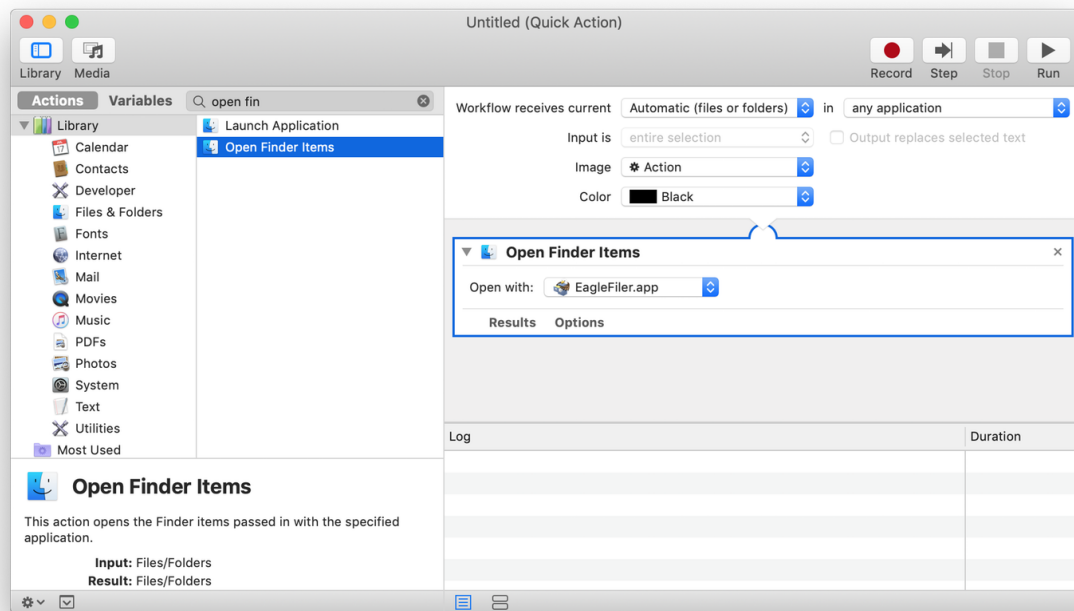 Untitled (Quick Action)
Library Media
Record Step Stop Run
Actions Variables open fin
Library
Calendar
Contacts
Developer
Files & Folders
Fonts
Internet
Mail
Movies
Music
PDFs
Photos
System
Text
Utilities
Most Used
Launch Application
Open Finder Items
Workflow receives current Automatic (files or folders) in any application
Input is entire selection Output replaces selected text
Image Action
Color Black
Open Finder Items
Open with: EagleFiler.app
Results Options
Log Duration
Open Finder Items
This action opens the Finder items passed in with the specified
application.
Input: Files/Folders
Result: Files/Folders